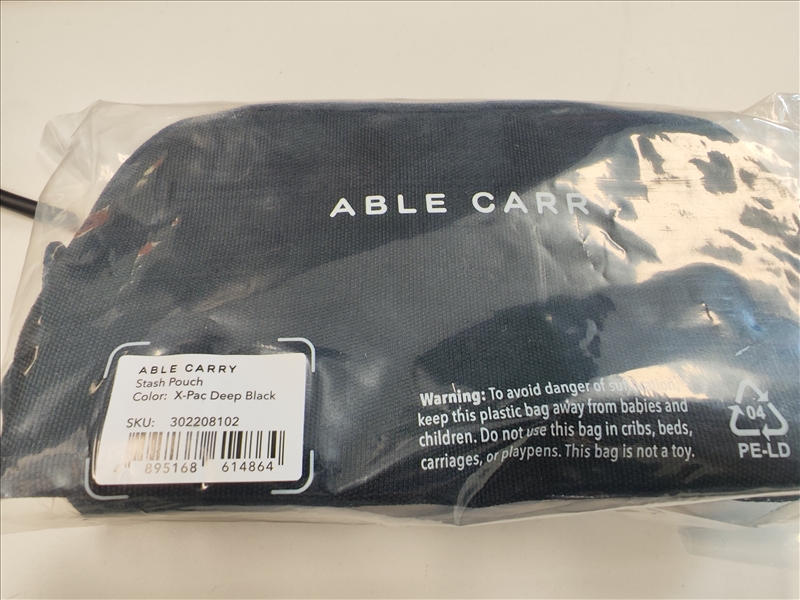 ABLE CARR
ABLE CARRY
Stash Pouch
Color: X-Pac Deep Black
SKU: 302208102
895168 614864
Warning: To avoid danger of
keep this plastic bag away from babies and
children. Do not use this bag in cribs, beds,
carriages, or playpens. This bag is not a toy.
04
PE-LD